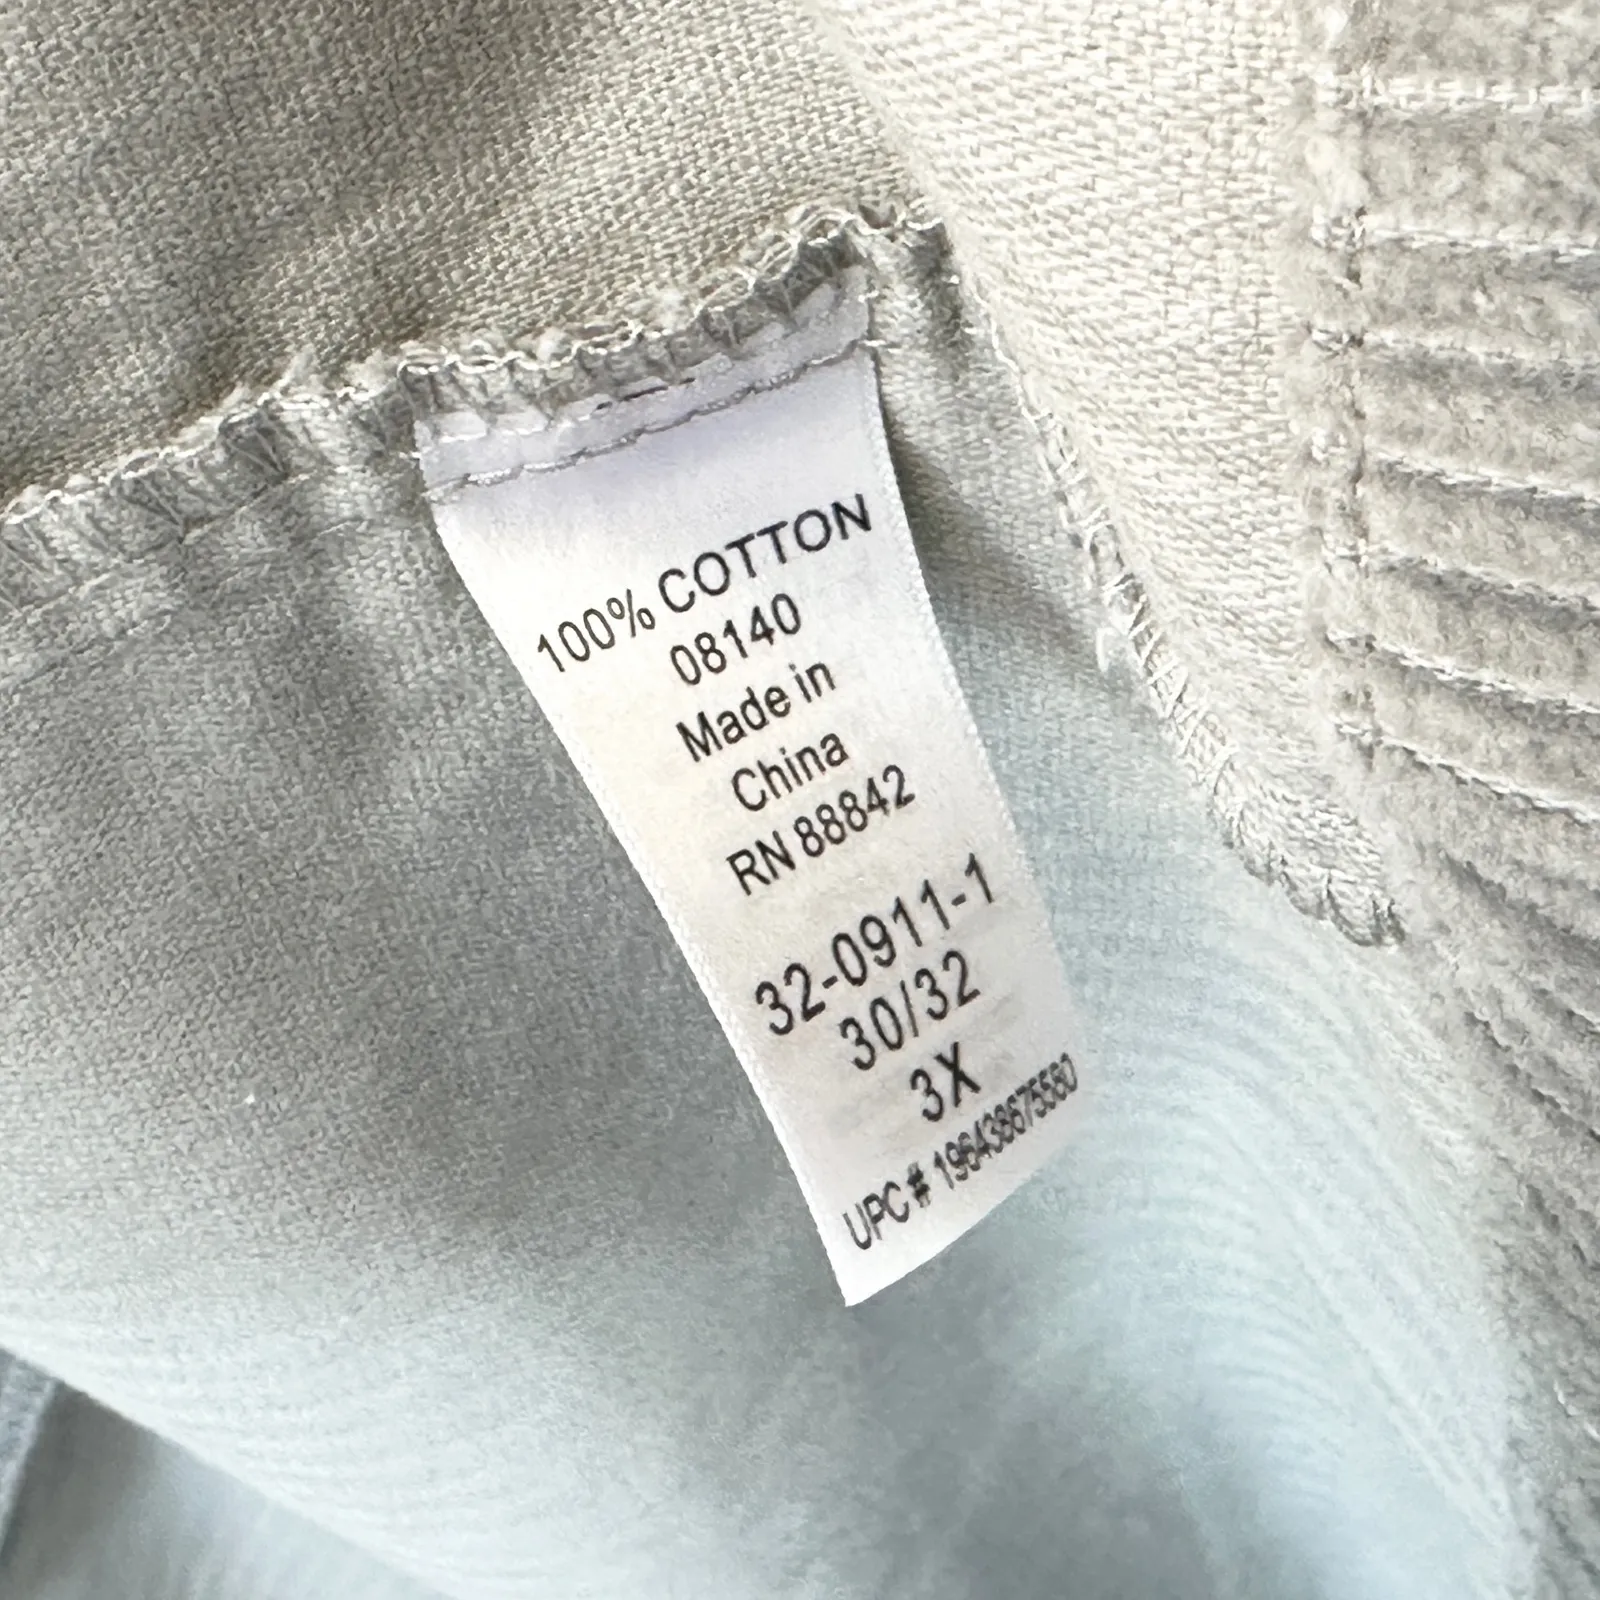 100% COTTON
08140
Made in
China
RN 88842
32-0911-1
30/32
3X
UPC# 196438675580